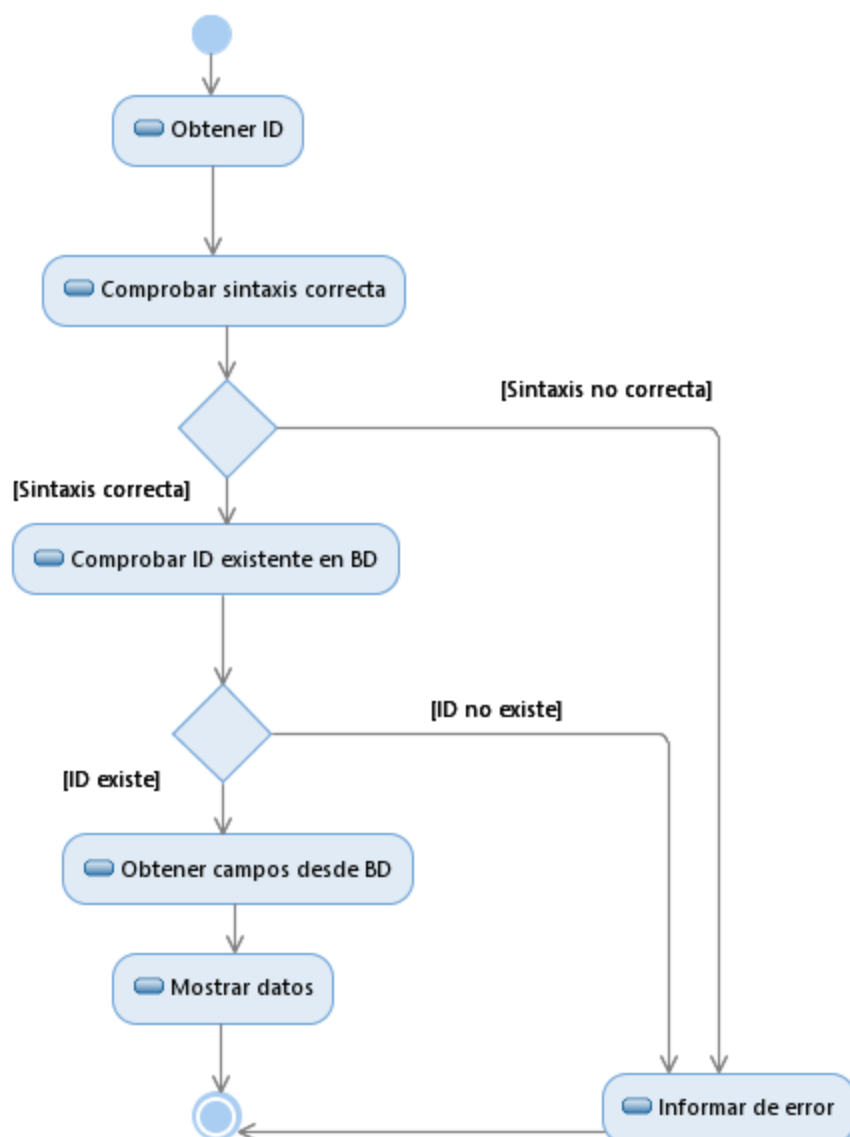 Obtener ID
Comprobar sintaxis correcta
[Sintaxis no correcta]
[Sintaxis correcta]
Comprobar ID existente en BD
[ID no existe]
[ID existe]
Obtener campos desde BD
Mostrar datos
Informar de error